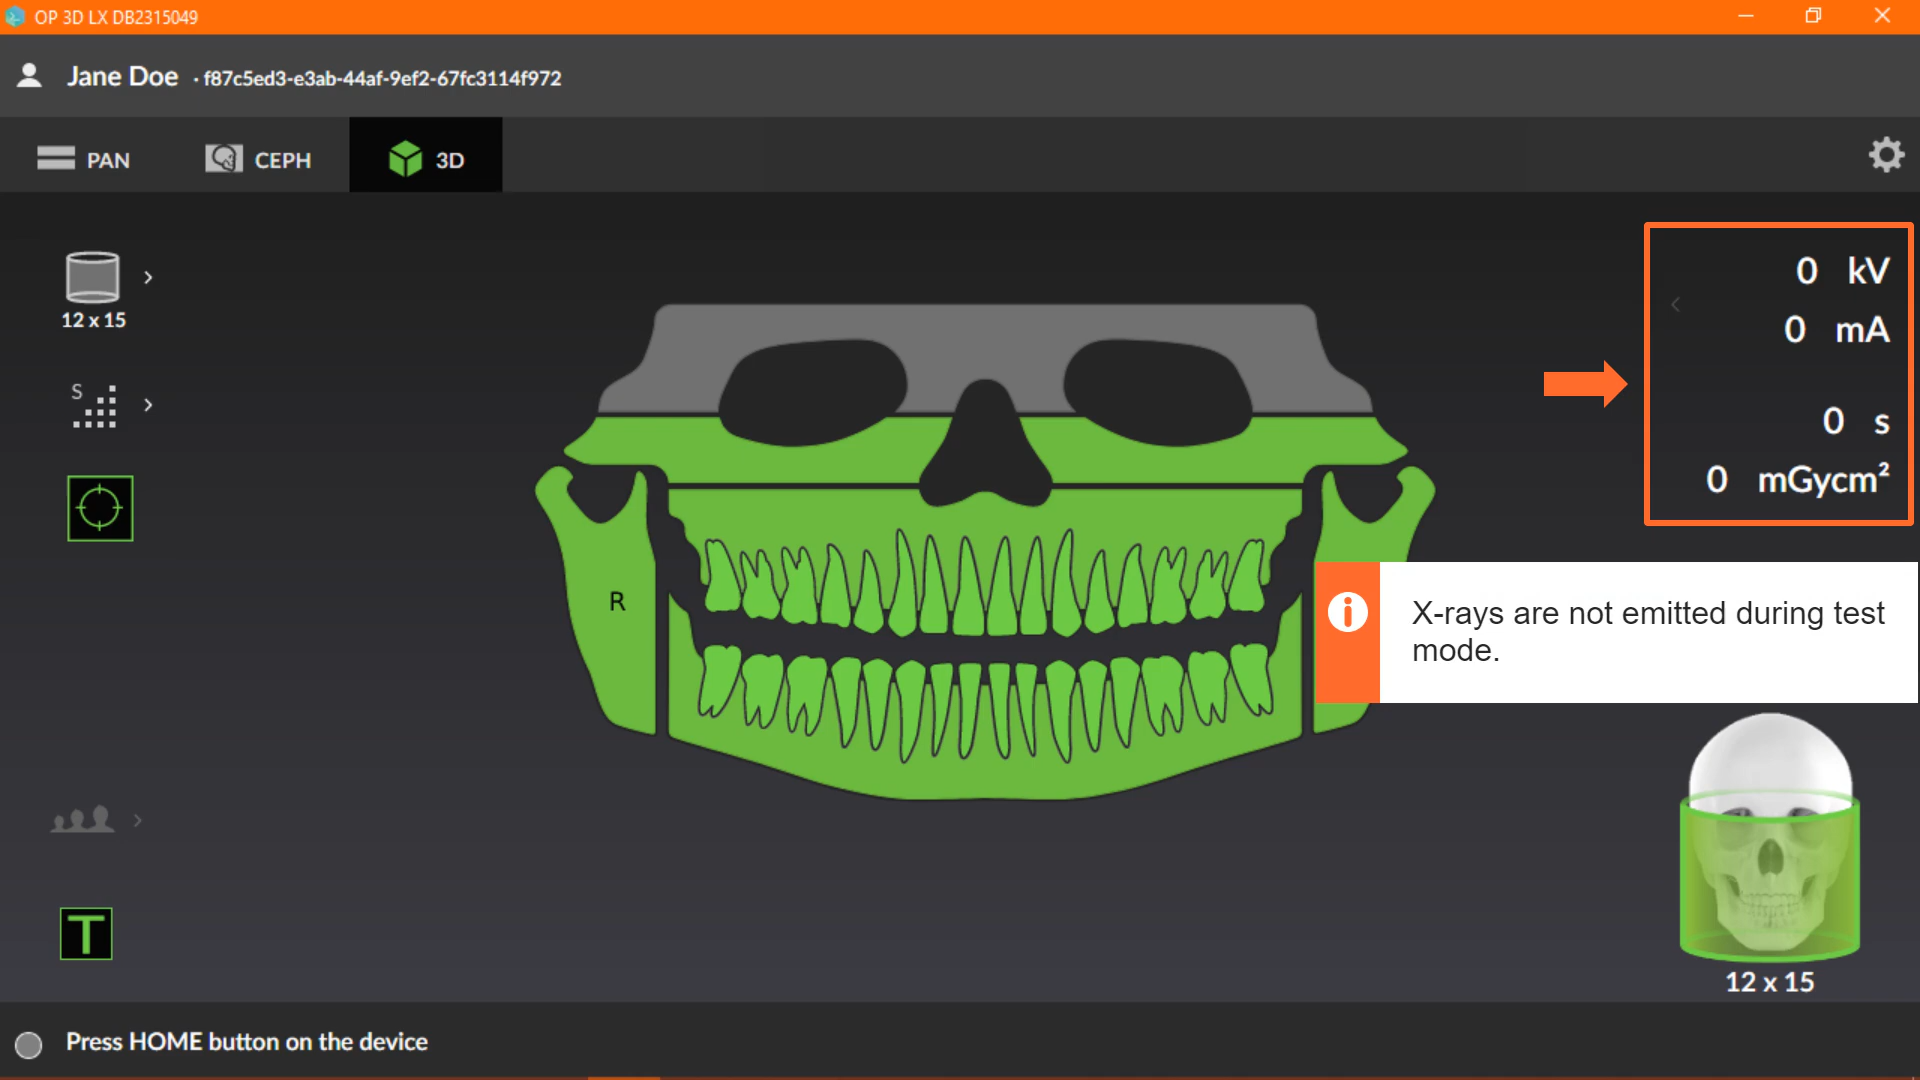 OP 3D LX DB2315049
Jane Doe · f87c5ed3-e3ab-44af-9ef2-67fc3114f972
PAN CEPH 3D
12 x 15
0 kV
0 mA
S
0 s
0 mGycm²
R
X-rays are not emitted during test
mode.
T
12 x 15
Press HOME button on the device